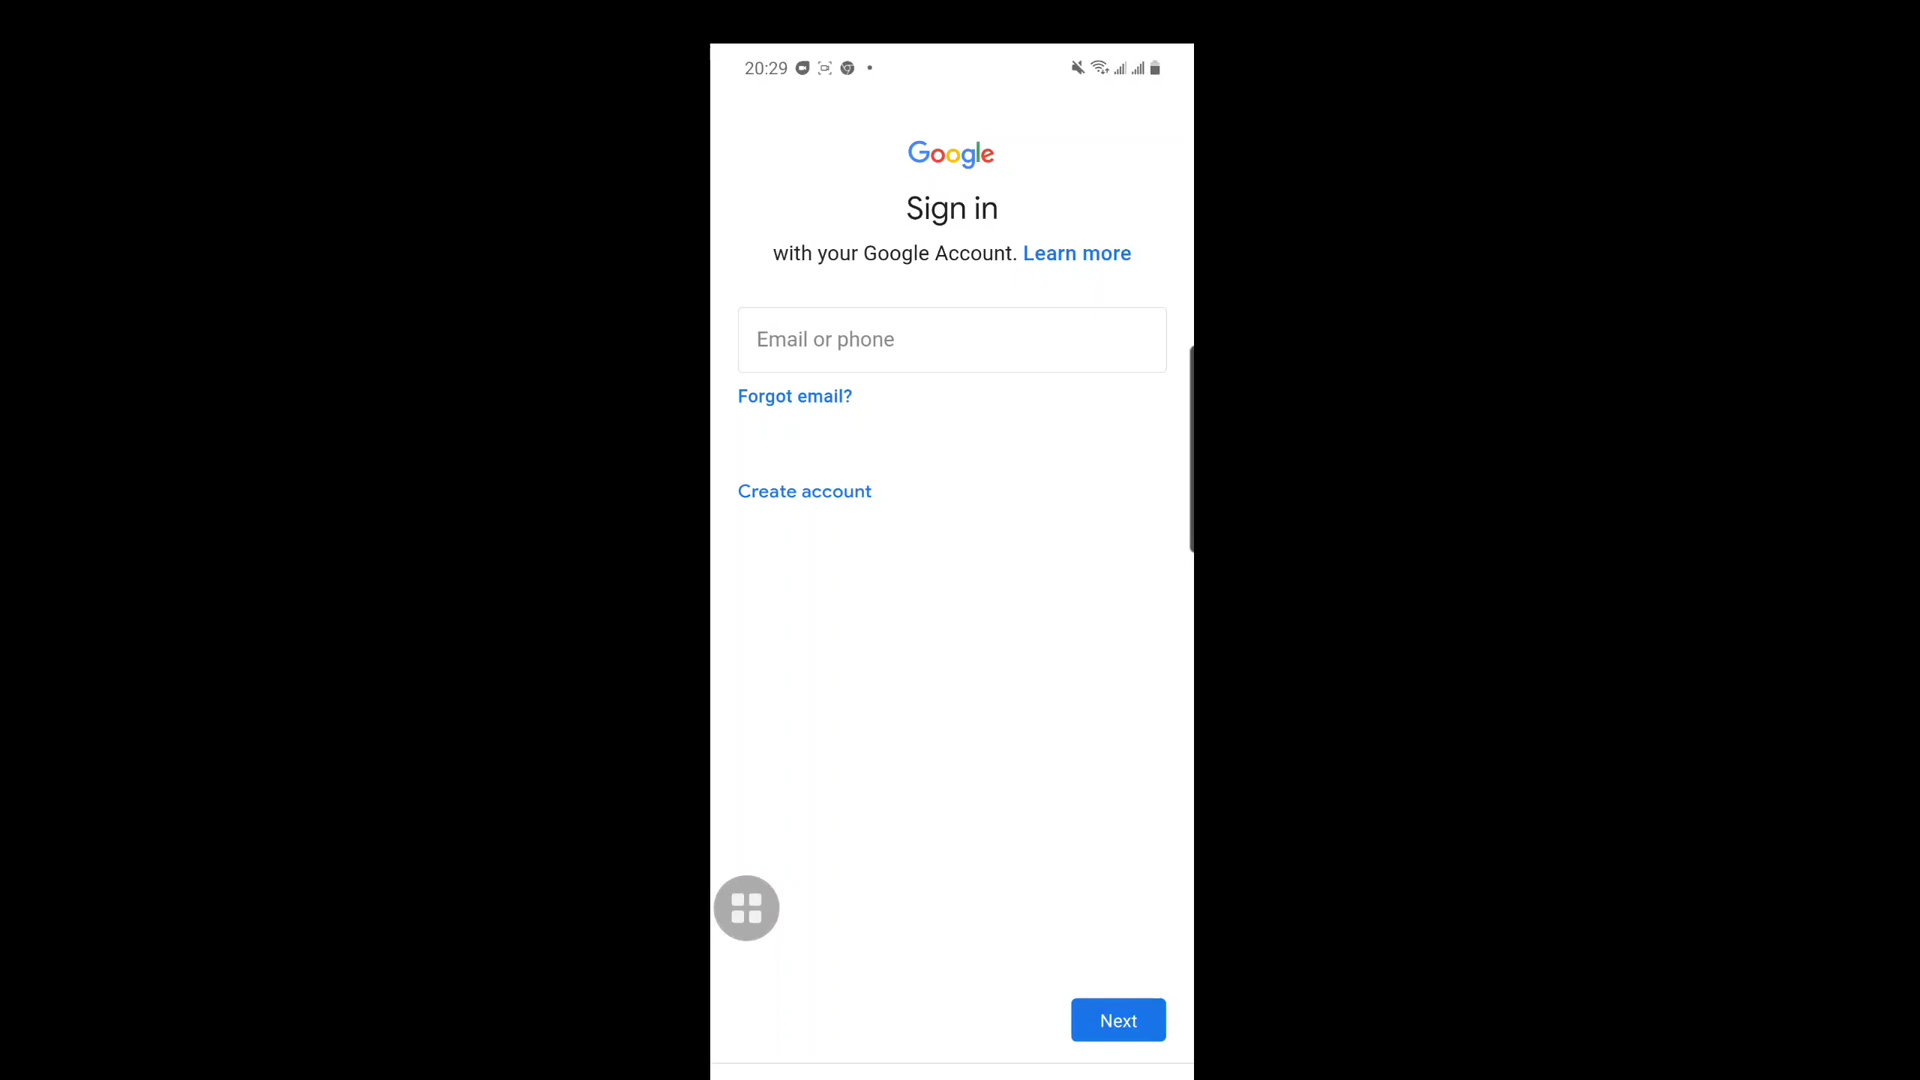 20:29
Google
Sign in
with your Google Account. Learn more
Email or phone
Forgot email?
Create account
Next